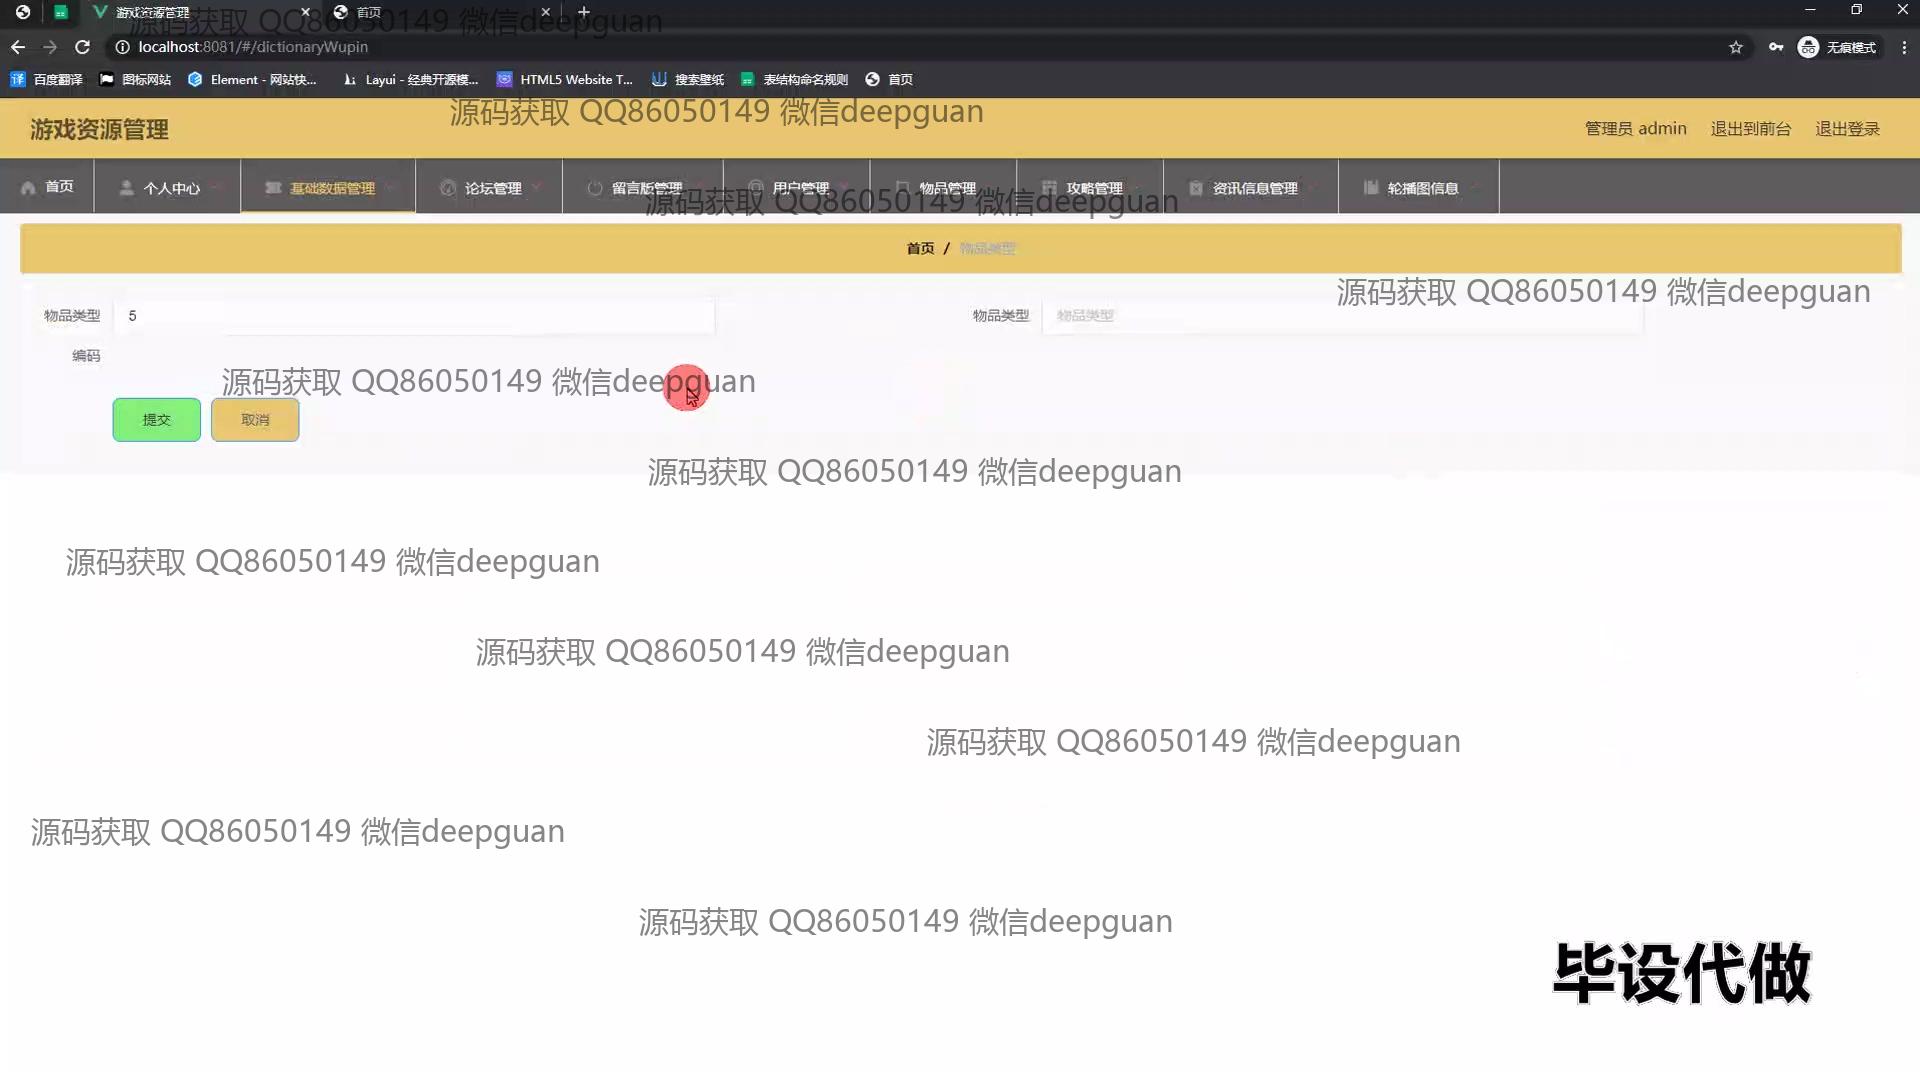 游戏资源管理 首页
源码获取 QQ86050149 微信deepguan
localhost:8081/#/dictionaryWupin 无痕模式
百度翻译 图标网站 Element - 网站快... Layui - 经典开源模... HTML5 Website T... 搜索壁纸 表结构命名规则 首页
源码获取 QQ86050149 微信deepguan
游戏资源管理 管理员 admin 退出到前台 退出登录
首页 个人中心 基础数据管理 论坛管理 留言版管理 用户管理 物品管理 攻略管理 资讯信息管理 轮播图信息
源码获取 QQ86050149 微信deepguan
首页 / 物品类型
源码获取 QQ86050149 微信deepguan
物品类型 5 物品类型 物品类型
编码
源码获取 QQ86050149 微信deepguan
提交 取消
源码获取 QQ86050149 微信deepguan
源码获取 QQ86050149 微信deepguan
源码获取 QQ86050149 微信deepguan
源码获取 QQ86050149 微信deepguan
源码获取 QQ86050149 微信deepguan
源码获取 QQ86050149 微信deepguan
毕设代做